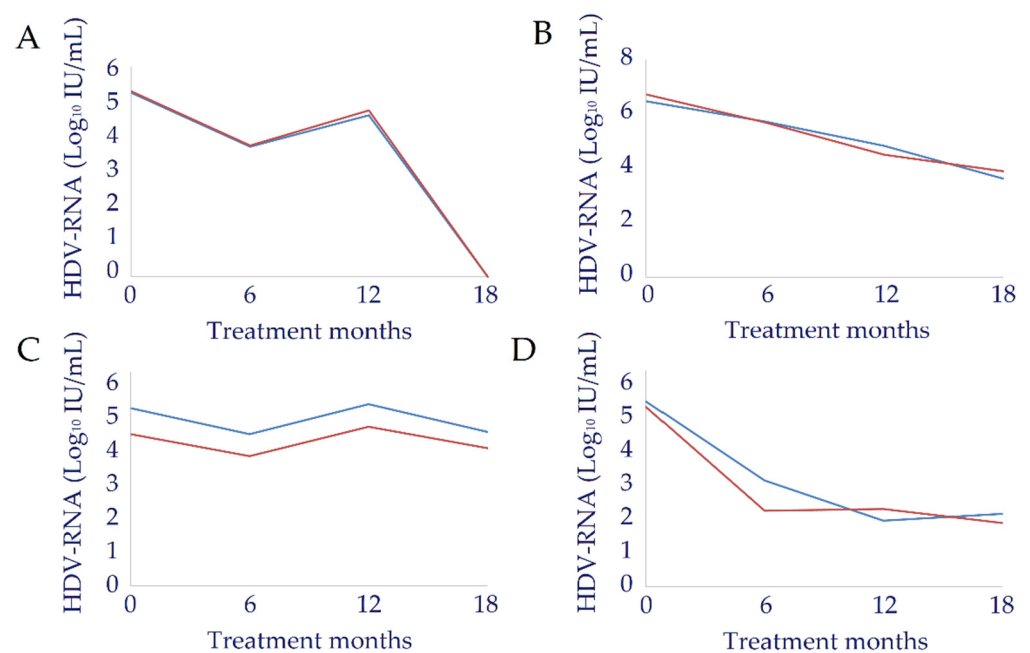 A
HDV-RNA (Log₁₀ IU/mL)
6
5
4
3
2
1
0
0 6 12 18
Treatment months
B
HDV-RNA (Log₁₀ IU/mL)
8
6
4
2
0
0 6 12 18
Treatment months
C
HDV-RNA (Log₁₀ IU/mL)
6
5
4
3
2
1
0
0 6 12 18
Treatment months
D
HDV-RNA (Log₁₀ IU/mL)
6
5
4
3
2
1
0
0 6 12 18
Treatment months